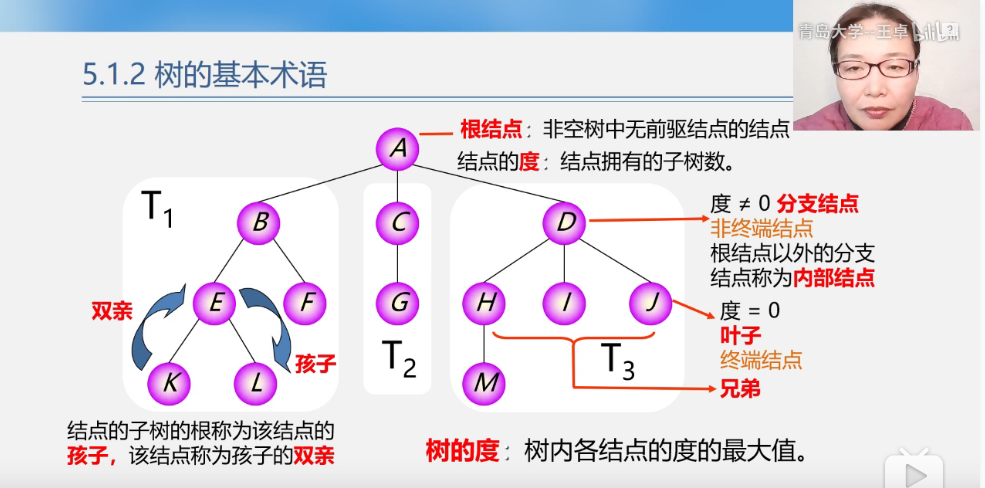 青岛大学--王卓
5.1.2 树的基本术语
A
根结点：非空树中无前驱结点的结点
结点的度：结点拥有的子树数。
T1
B
C
D
度 ≠ 0 分支结点
非终端结点
根结点以外的分支
结点称为内部结点
双亲
E
F
G
H
I
J
度 = 0
叶子
终端结点
孩子
T2
T3
K
L
M
兄弟
结点的子树的根称为该结点的
孩子，该结点称为孩子的双亲
树的度：树内各结点的度的最大值。